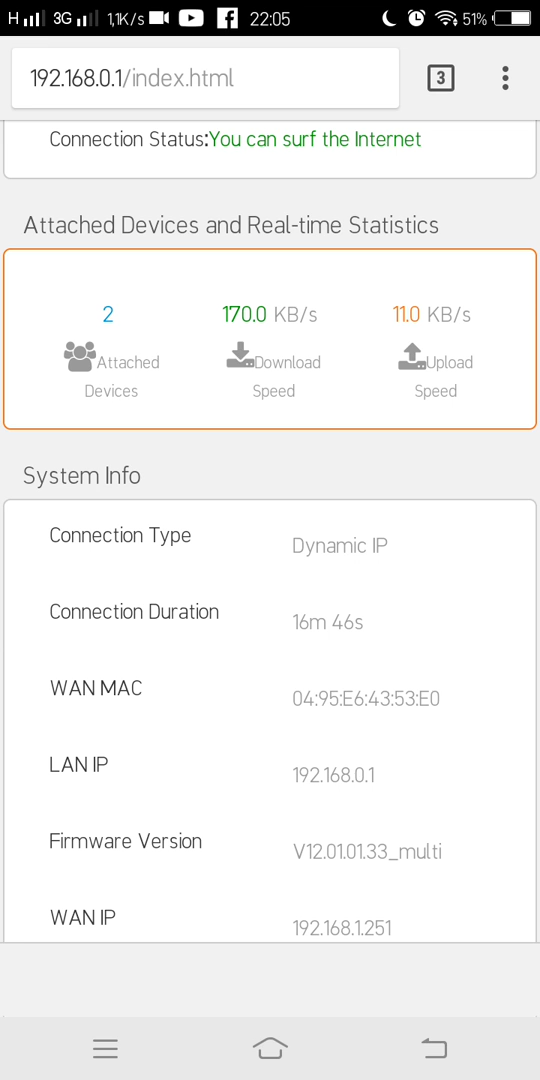 H 3G 1,1K/s 22:05 51%
192.168.0.1/index.html 3
Connection Status:You can surf the Internet
Attached Devices and Real-time Statistics
2 170.0 KB/s 11.0 KB/s
Attached Download Upload
Devices Speed Speed
System Info
Connection Type Dynamic IP
Connection Duration 16m 46s
WAN MAC 04:95:E6:43:53:E0
LAN IP 192.168.0.1
Firmware Version V12.01.01.33_multi
WAN IP 192.168.1.251